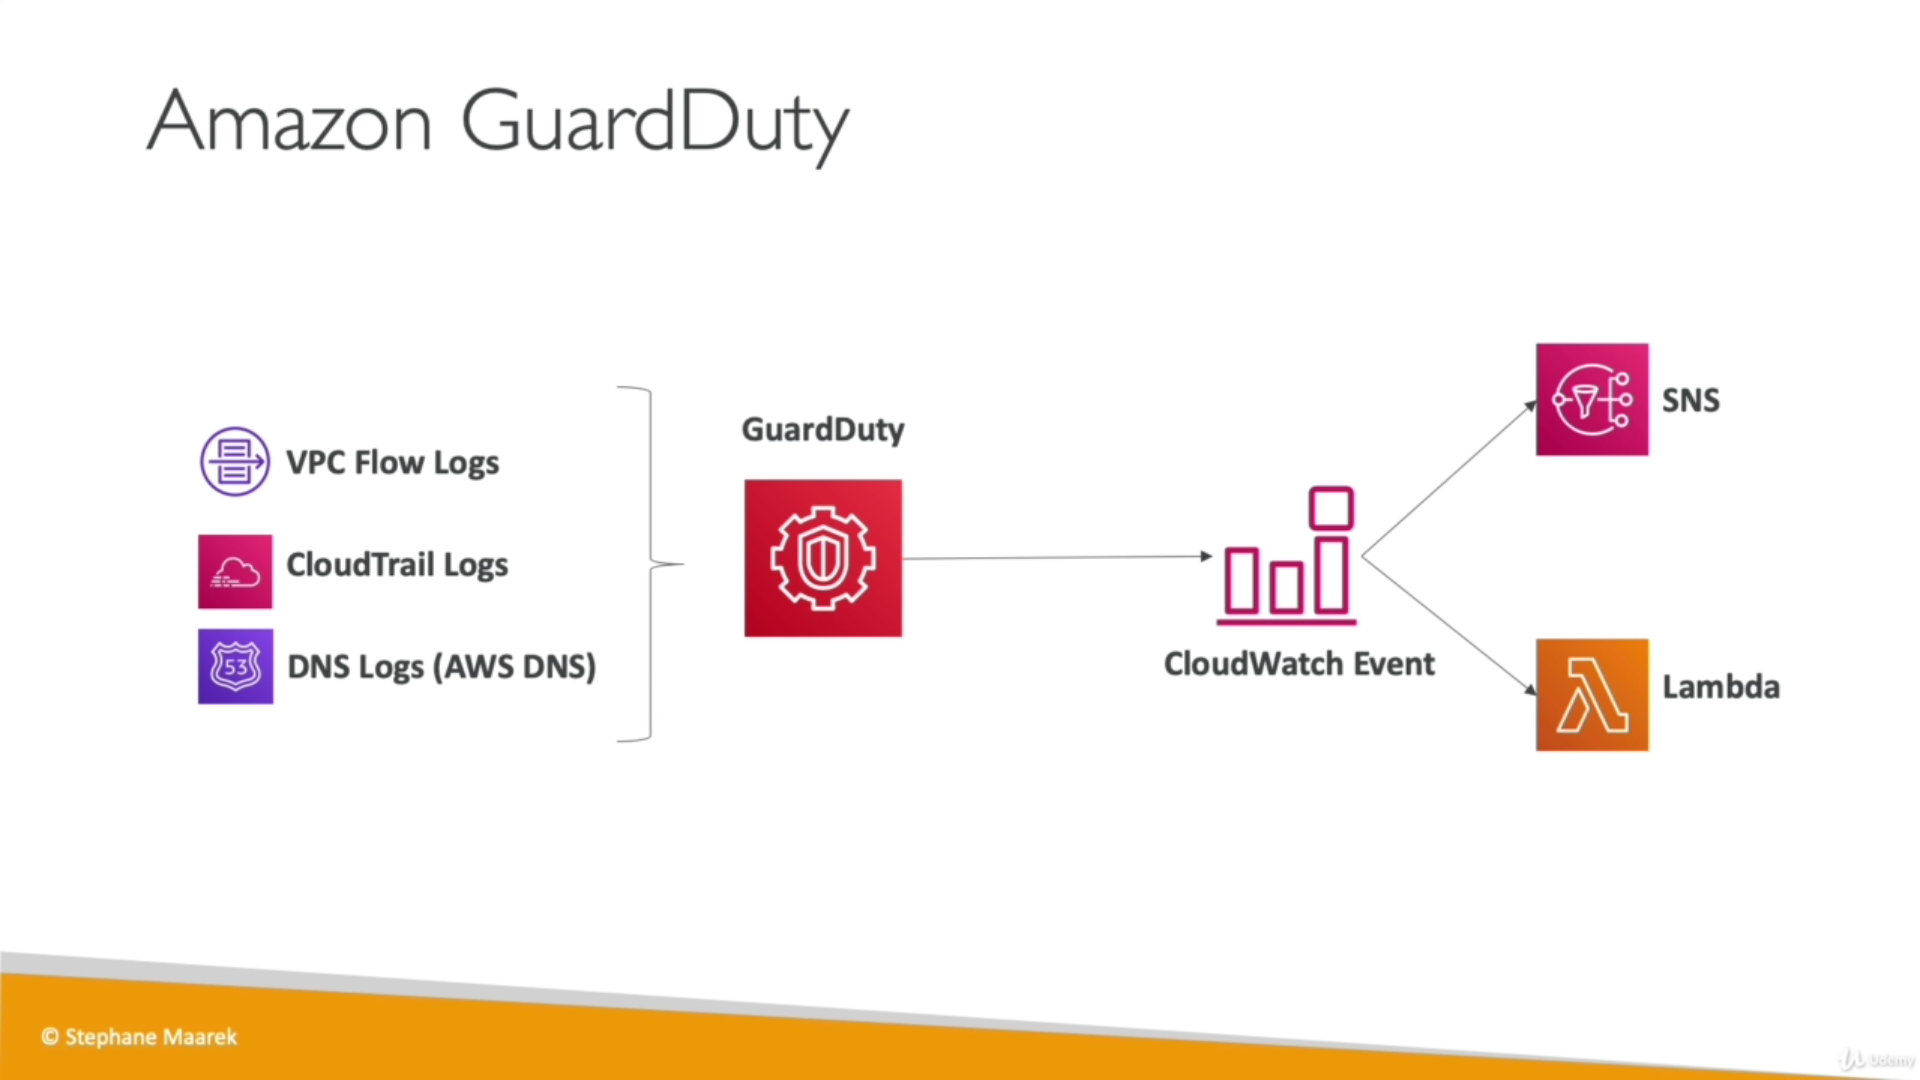 Amazon GuardDuty
VPC Flow Logs
CloudTrail Logs
53
DNS Logs (AWS DNS)
GuardDuty
CloudWatch Event
SNS
Lambda
© Stephane Maarek
Udemy